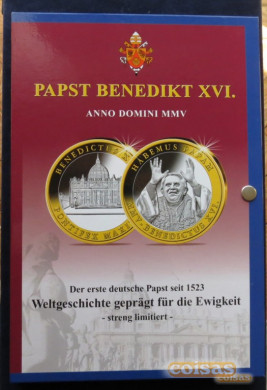 PAPST BENEDIKT XVI.
ANNO DOMINI MMV
BENEDICTUS
PONTIFEX MAX
HABEMUS PAPAM
BENEDICTUS XVI.
Der erste deutsche Papst seit 1523
Weltgeschichte geprägt für die Ewigkeit
- streng limitiert -
coisas